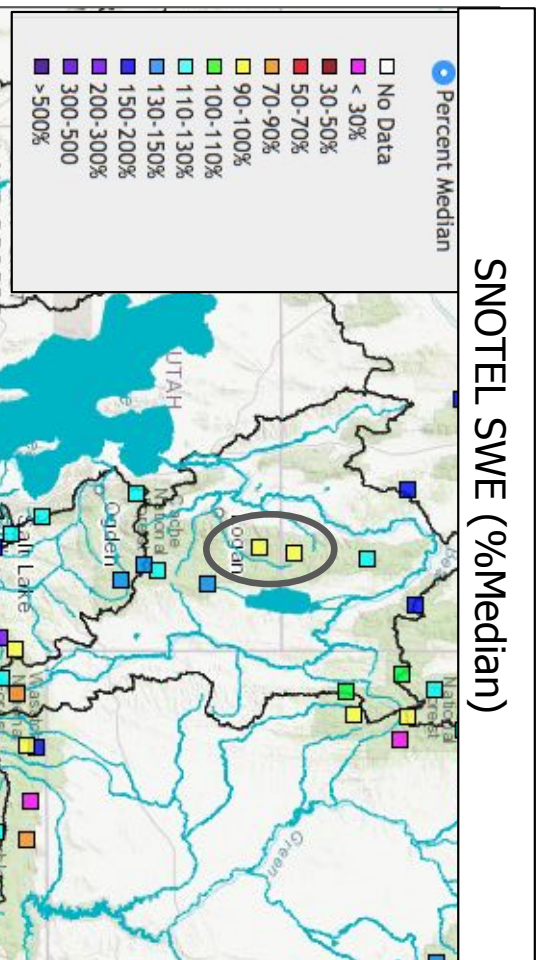 SNOTEL SWE (%Median)
Percent Median
No Data
< 30%
30-50%
50-70%
70-90%
90-100%
100-110%
110-130%
130-150%
150-200%
200-300%
300-500
>500%
UTAH
Logan
Cache
National
Ogden
Salt Lake
National
Green